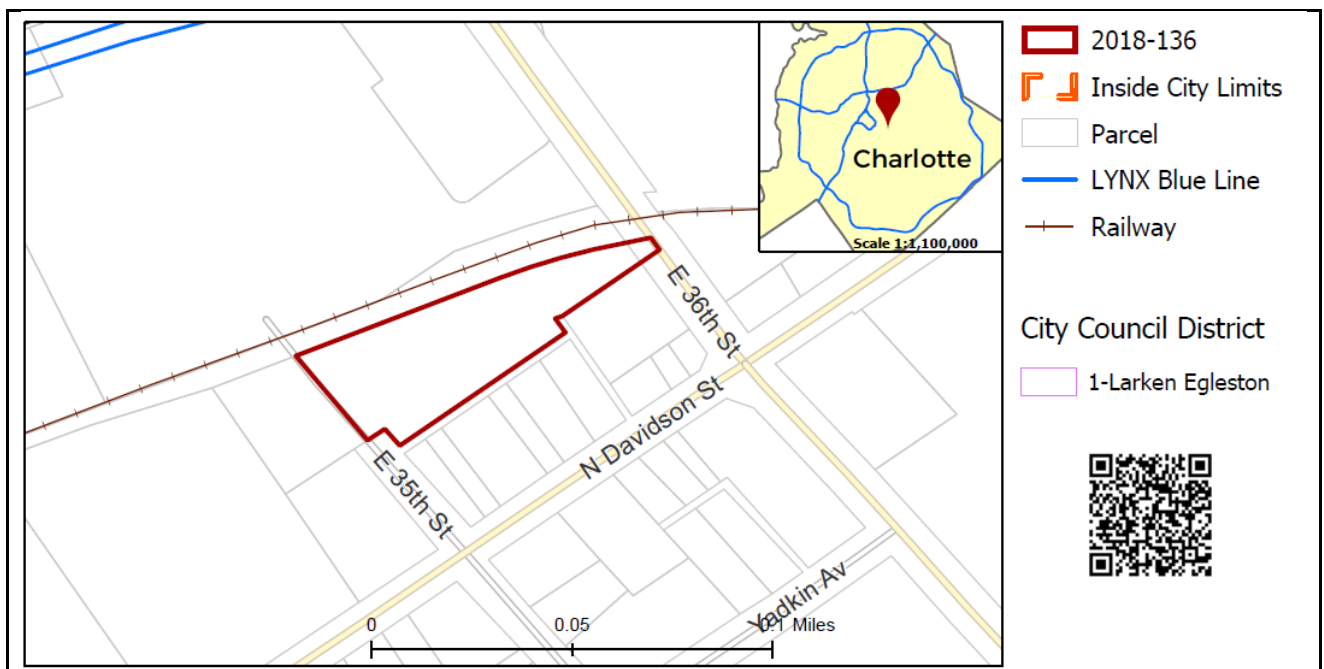 E 36th St
E 35th St
N Davidson St
Yadkin Av
0
0.05
0.1 Miles
Charlotte
Scale 1:1,100,000
2018-136
Inside City Limits
Parcel
LYNX Blue Line
Railway
City Council District
1-Larken Egleston